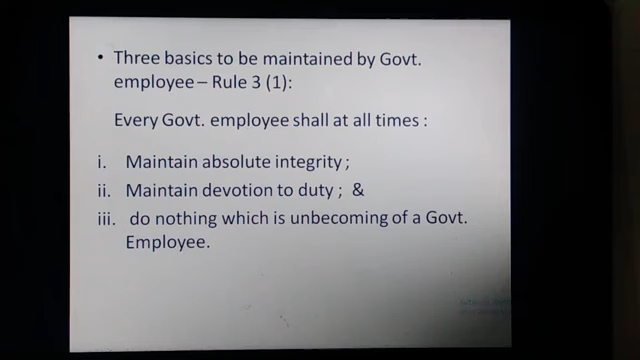 • Three basics to be maintained by Govt.
employee – Rule 3 (1):
Every Govt. employee shall at all times :
i. Maintain absolute integrity ;
ii. Maintain devotion to duty ; &
iii. do nothing which is unbecoming of a Govt.
Employee.